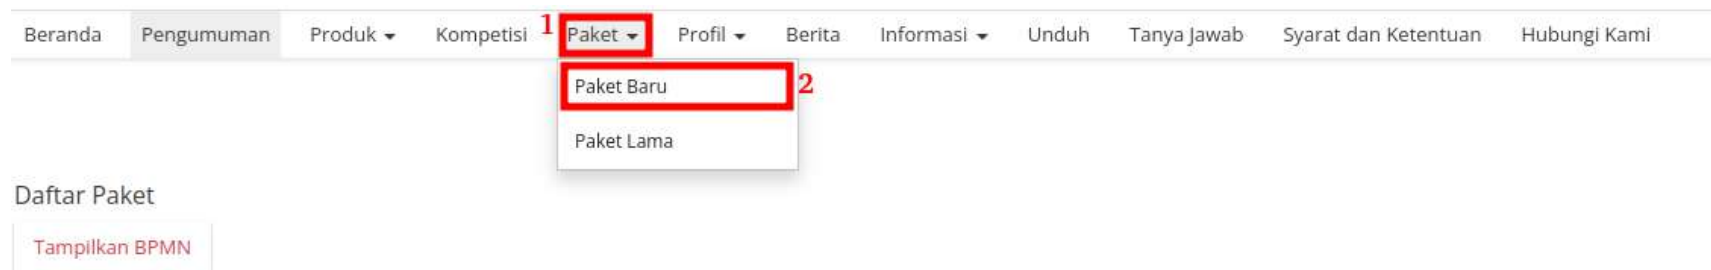 Beranda Pengumuman Produk Kompetisi 1 Paket Profil Berita Informasi Unduh Tanya Jawab Syarat dan Ketentuan Hubungi Kami
Paket Baru 2
Paket Lama
Daftar Paket
Tampilkan BPMN